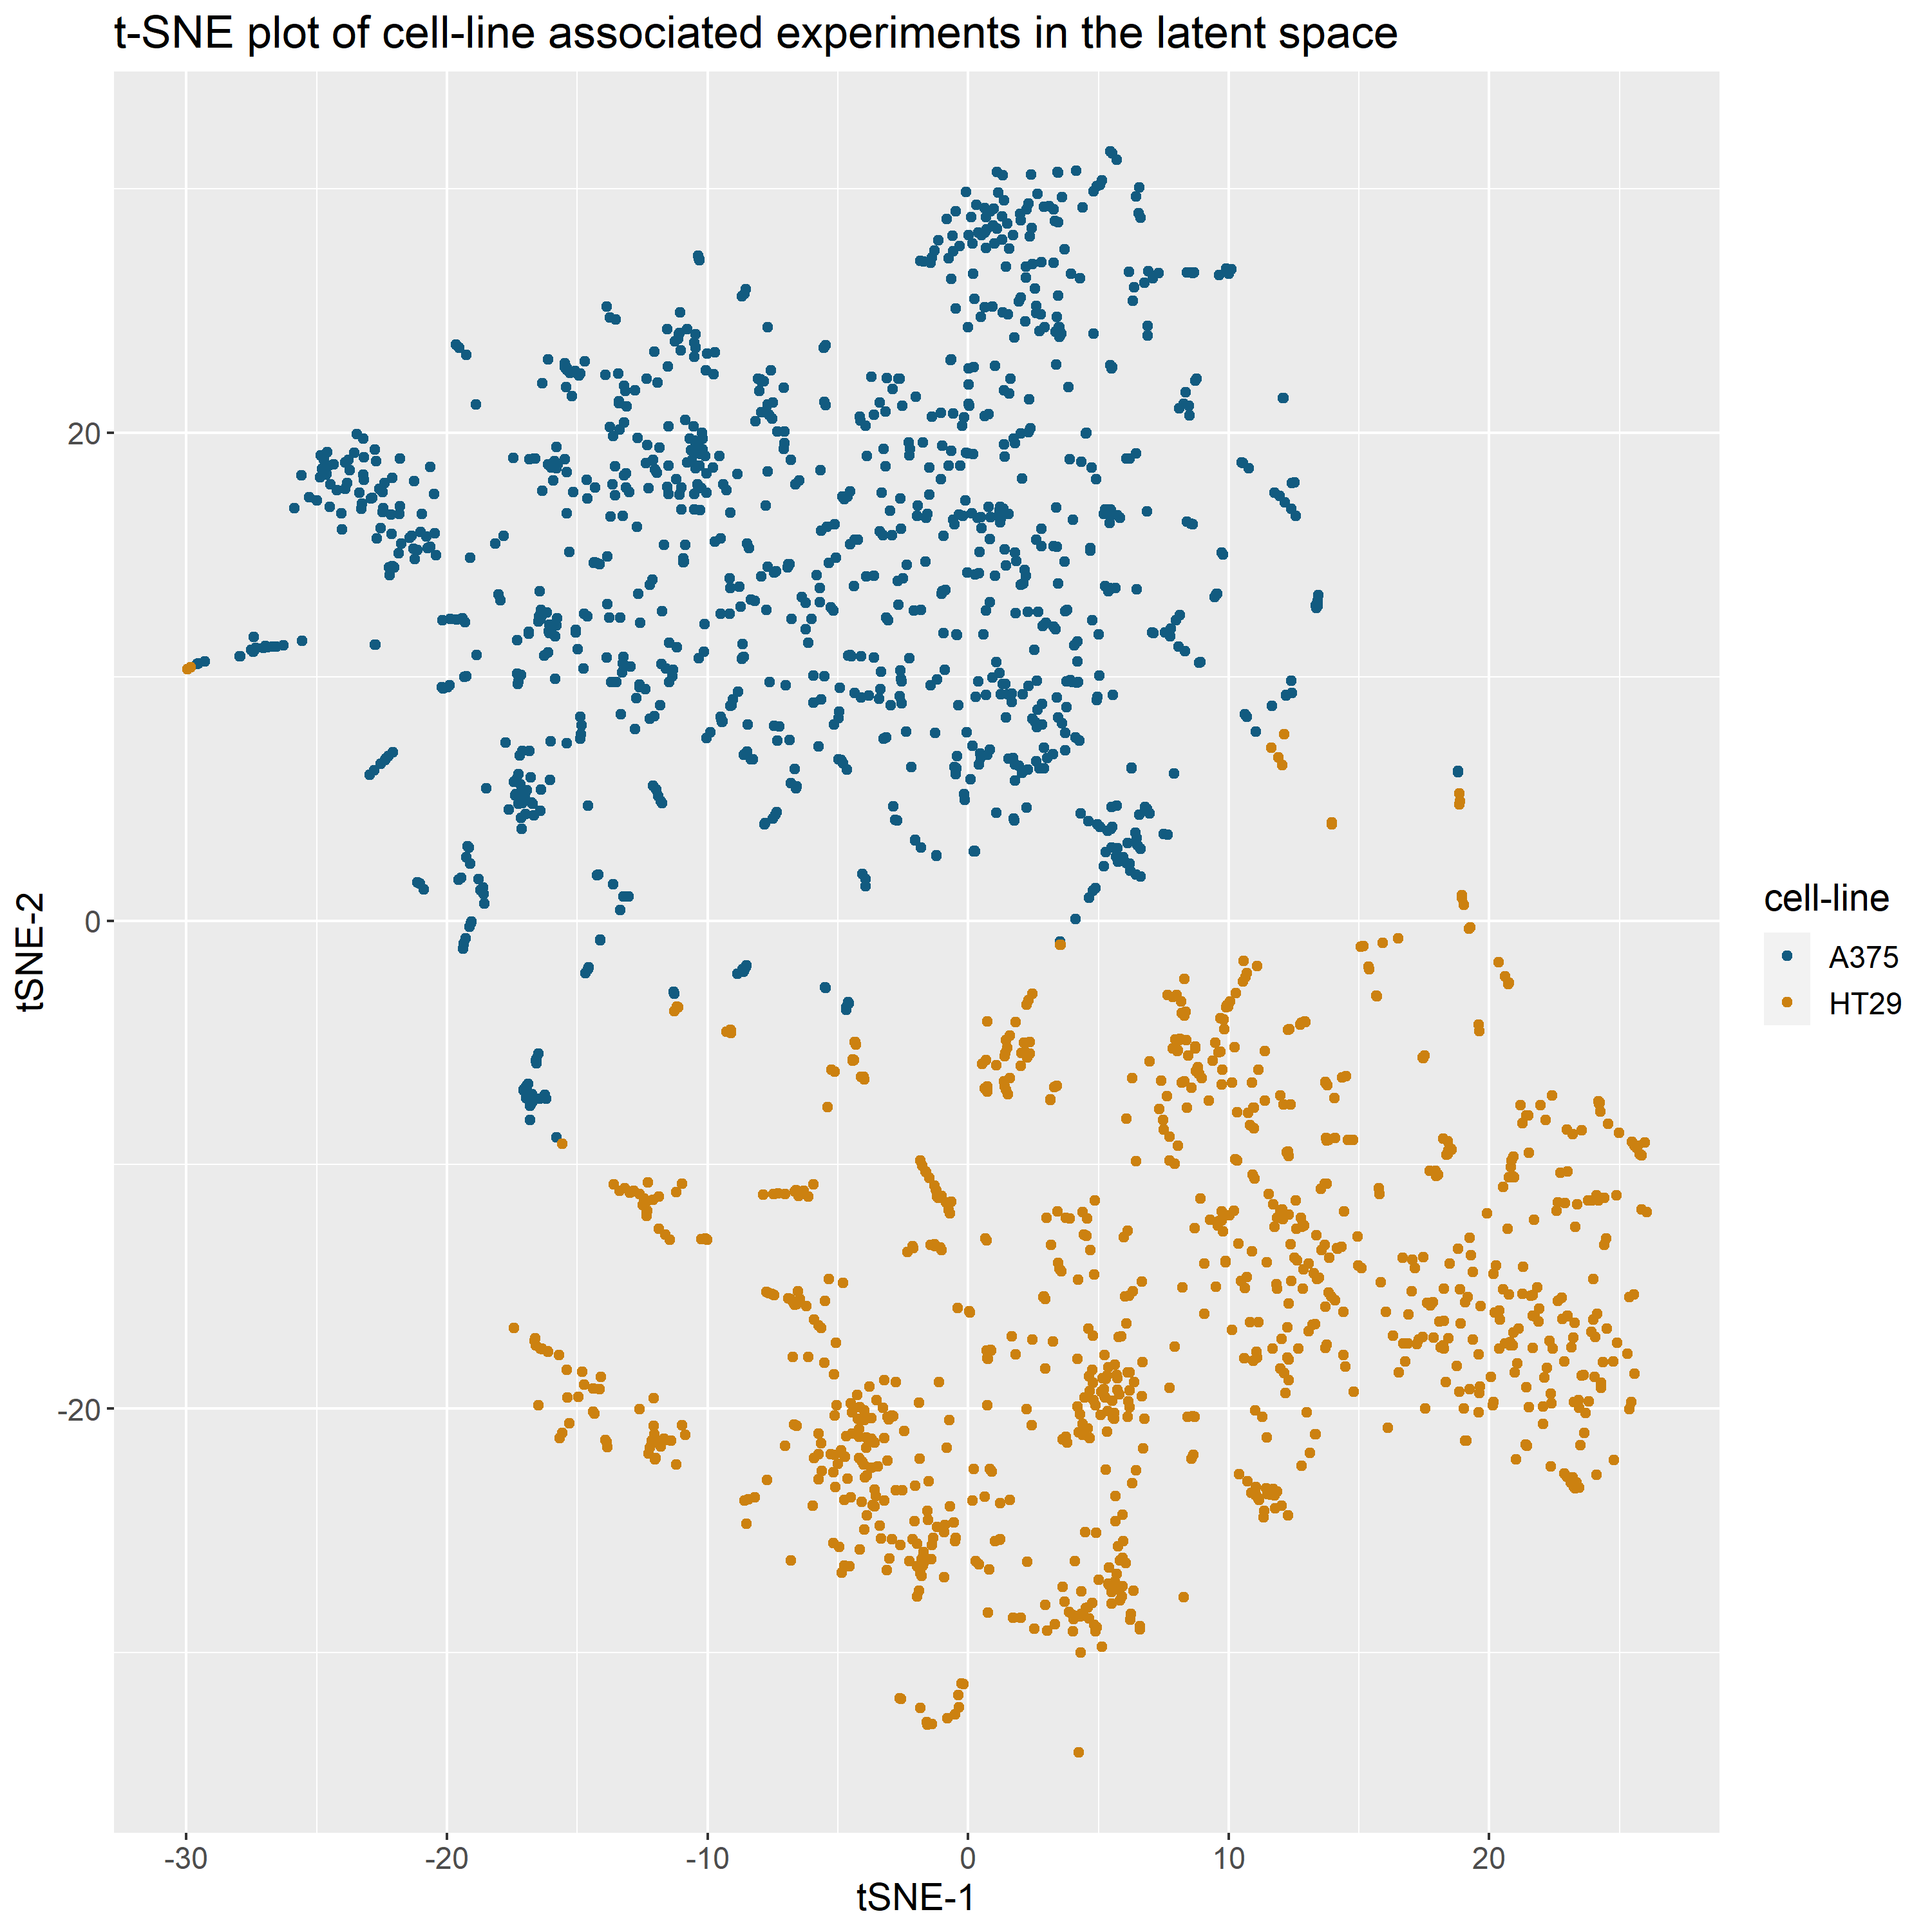 t-SNE plot of cell-line associated experiments in the latent space
20
0
-20
tSNE-2
-30
-20
-10
0
10
20
tSNE-1
cell-line
A375
HT29